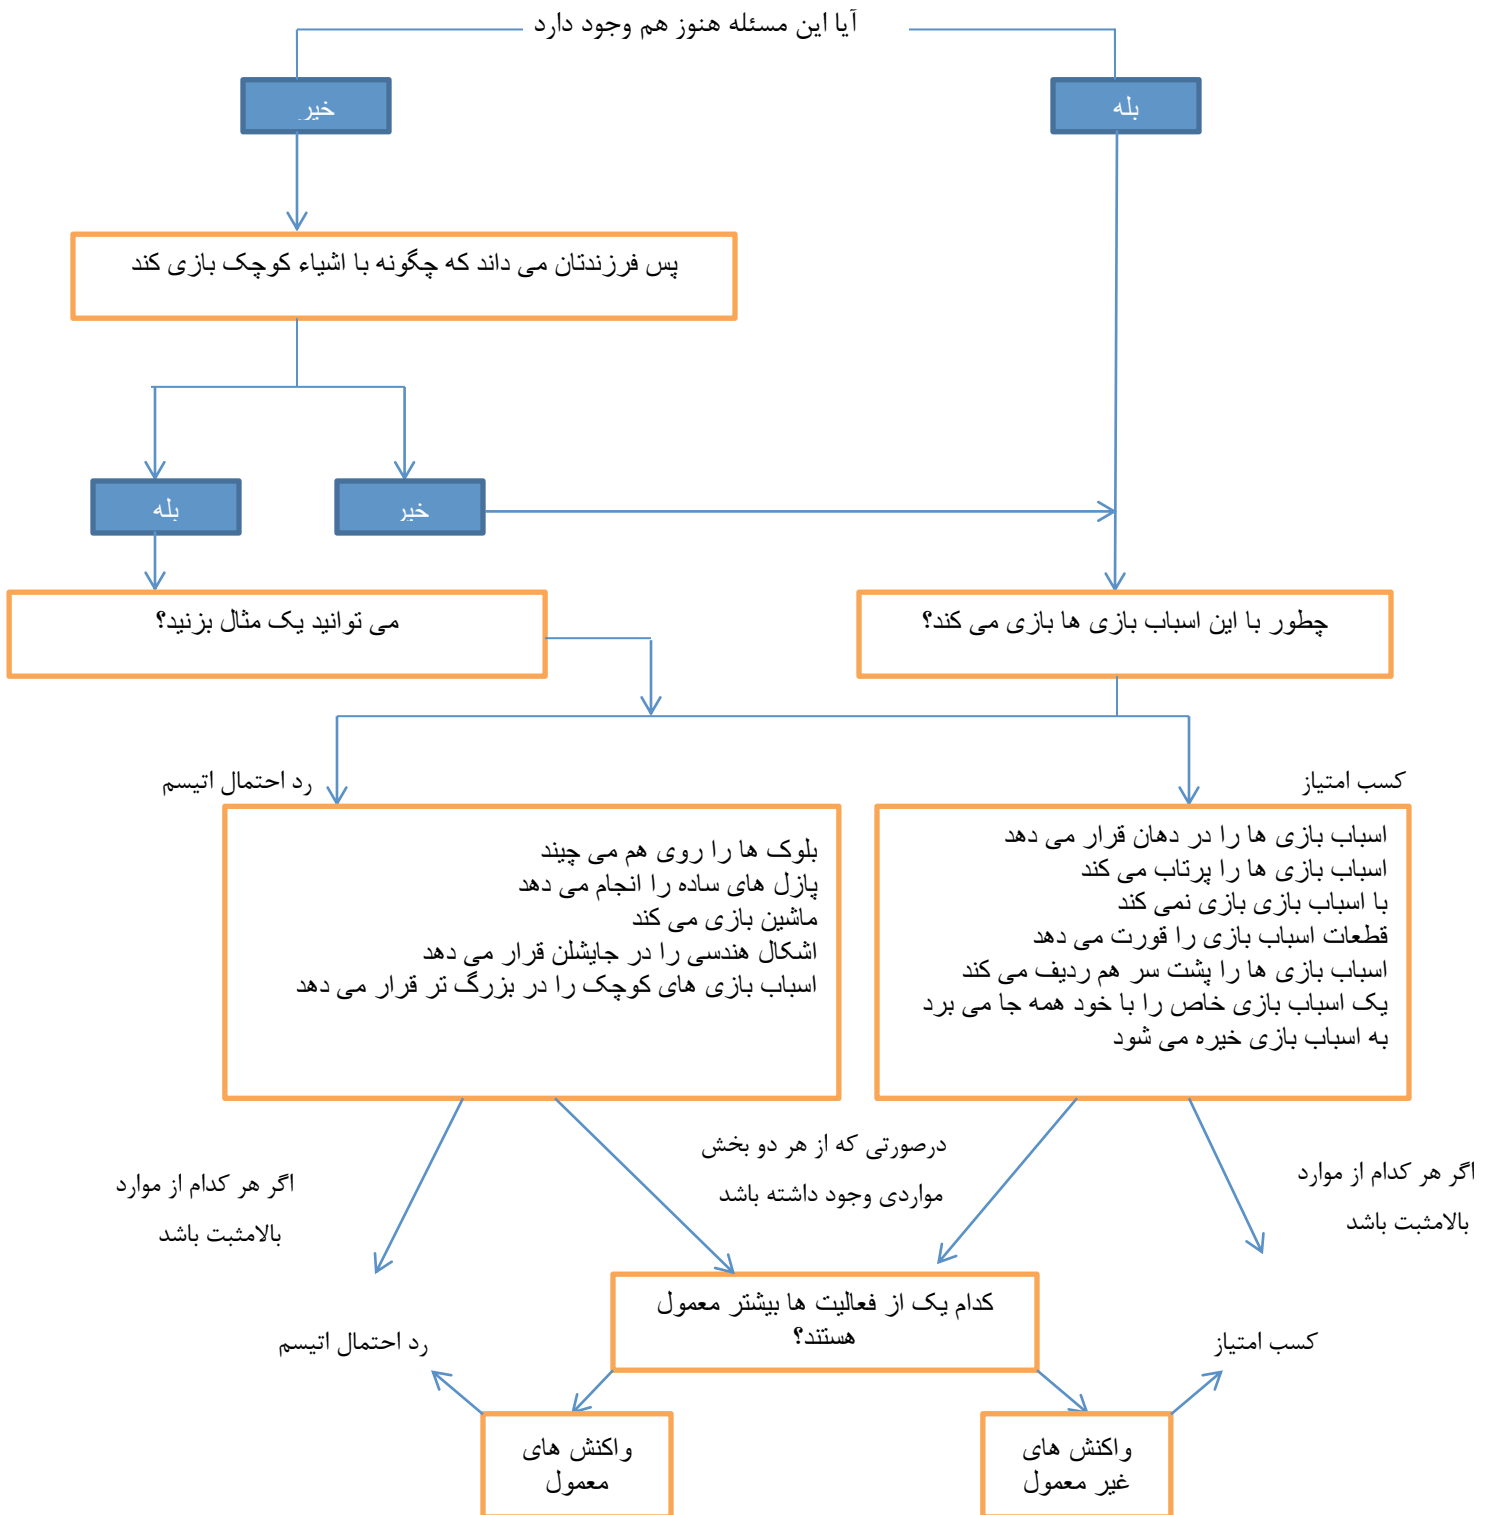 آیا این مسئله هنوز هم وجود دارد
بله
خیر
پس فرزندتان می داند که چگونه با اشیاء کوچک بازی کند
خیر
بله
چطور با این اسباب بازی ها بازی می کند؟
می توانید یک مثال بزنید؟
کسب امتیاز
اسباب بازی ها را در دهان قرار می دهد
اسباب بازی ها را پرتاب می کند
با اسباب بازی بازی نمی کند
قطعات اسباب بازی را قورت می دهد
اسباب بازی ها را پشت سر هم ردیف می کند
یک اسباب بازی خاص را با خود همه جا می برد
به اسباب بازی خیره می شود
رد احتمال اتیسم
بلوک ها را روی هم می چیند
پازل های ساده را انجام می دهد
ماشین بازی می کند
اشکال هندسی را در جایشلن قرار می دهد
اسباب بازی های کوچک را در بزرگ تر قرار می دهد
اگر هر کدام از موارد
بالامثبت باشد
درصورتی که از هر دو بخش
مواردی وجود داشته باشد
اگر هر کدام از موارد
بالامثبت باشد
کسب امتیاز
کدام یک از فعالیت ها بیشتر معمول
هستند؟
رد احتمال اتیسم
واکنش های
غیر معمول
واکنش های
معمول